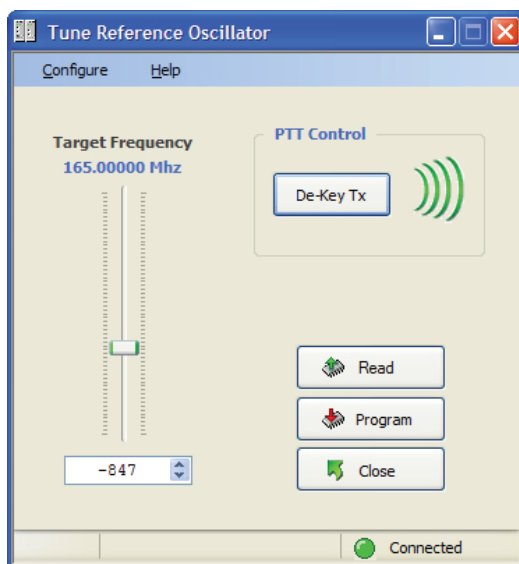 Tune Reference Oscillator
Configure Help
Target Frequency
165.00000 Mhz
PTT Control
De-Key Tx
Read
Program
-847
Close
Connected